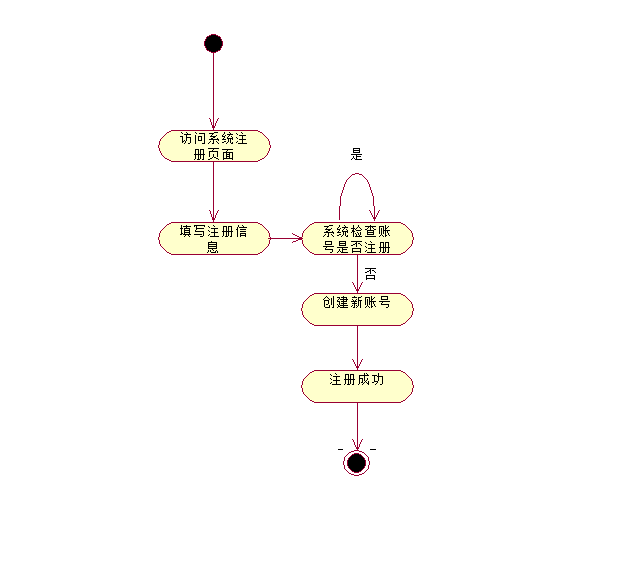 访问系统注
册页面
是
填写注册信
息
系统检查账
号是否注册
否
创建新账号
注册成功